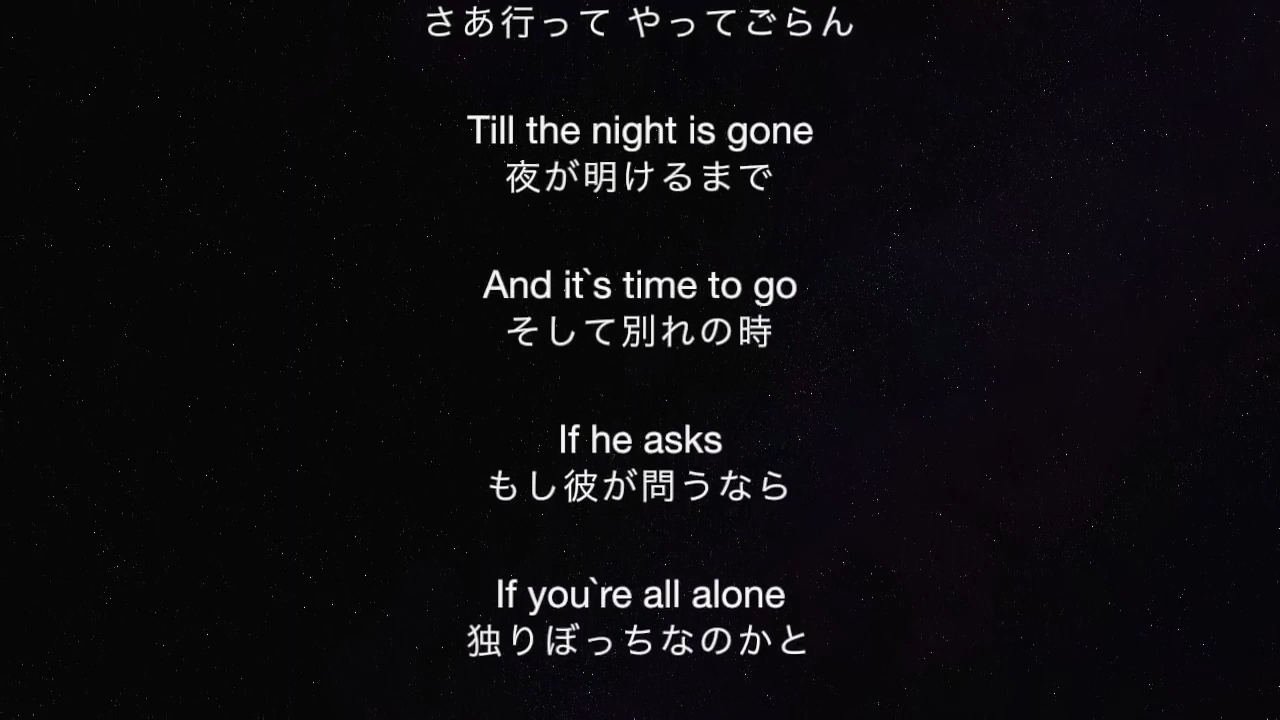 さあ行って やってごらん
Till the night is gone
夜が明けるまで
And it`s time to go
そして別れの時
If he asks
もし彼が問うなら
If you`re all alone
独りぼっちなのかと